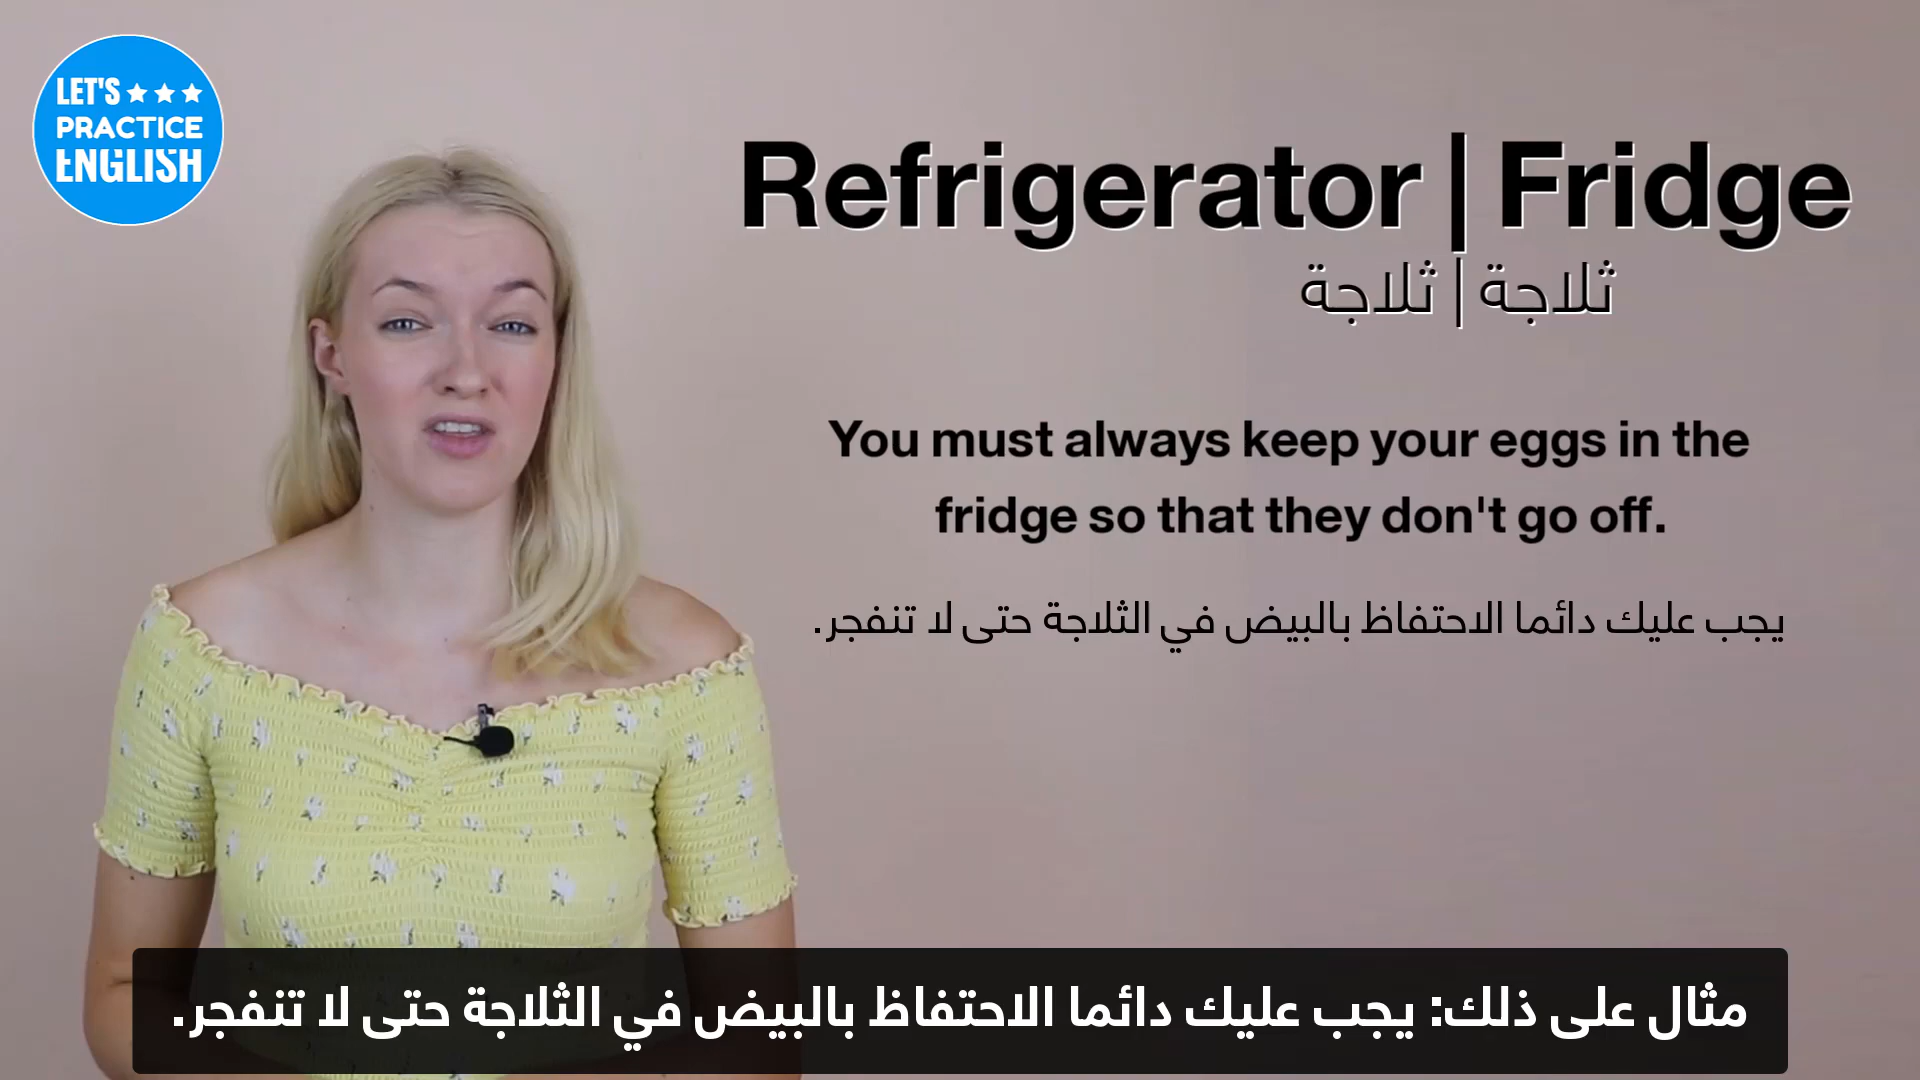 LET'S
PRACTICE
ENGLISH
Refrigerator | Fridge
ثلاجة | ثلاجة
You must always keep your eggs in the
fridge so that they don't go off.
يجب عليك دائما الاحتفاظ بالبيض في الثلاجة حتى لا تنفجر.
مثال على ذلك: يجب عليك دائما الاحتفاظ بالبيض في الثلاجة حتى لا تنفجر.